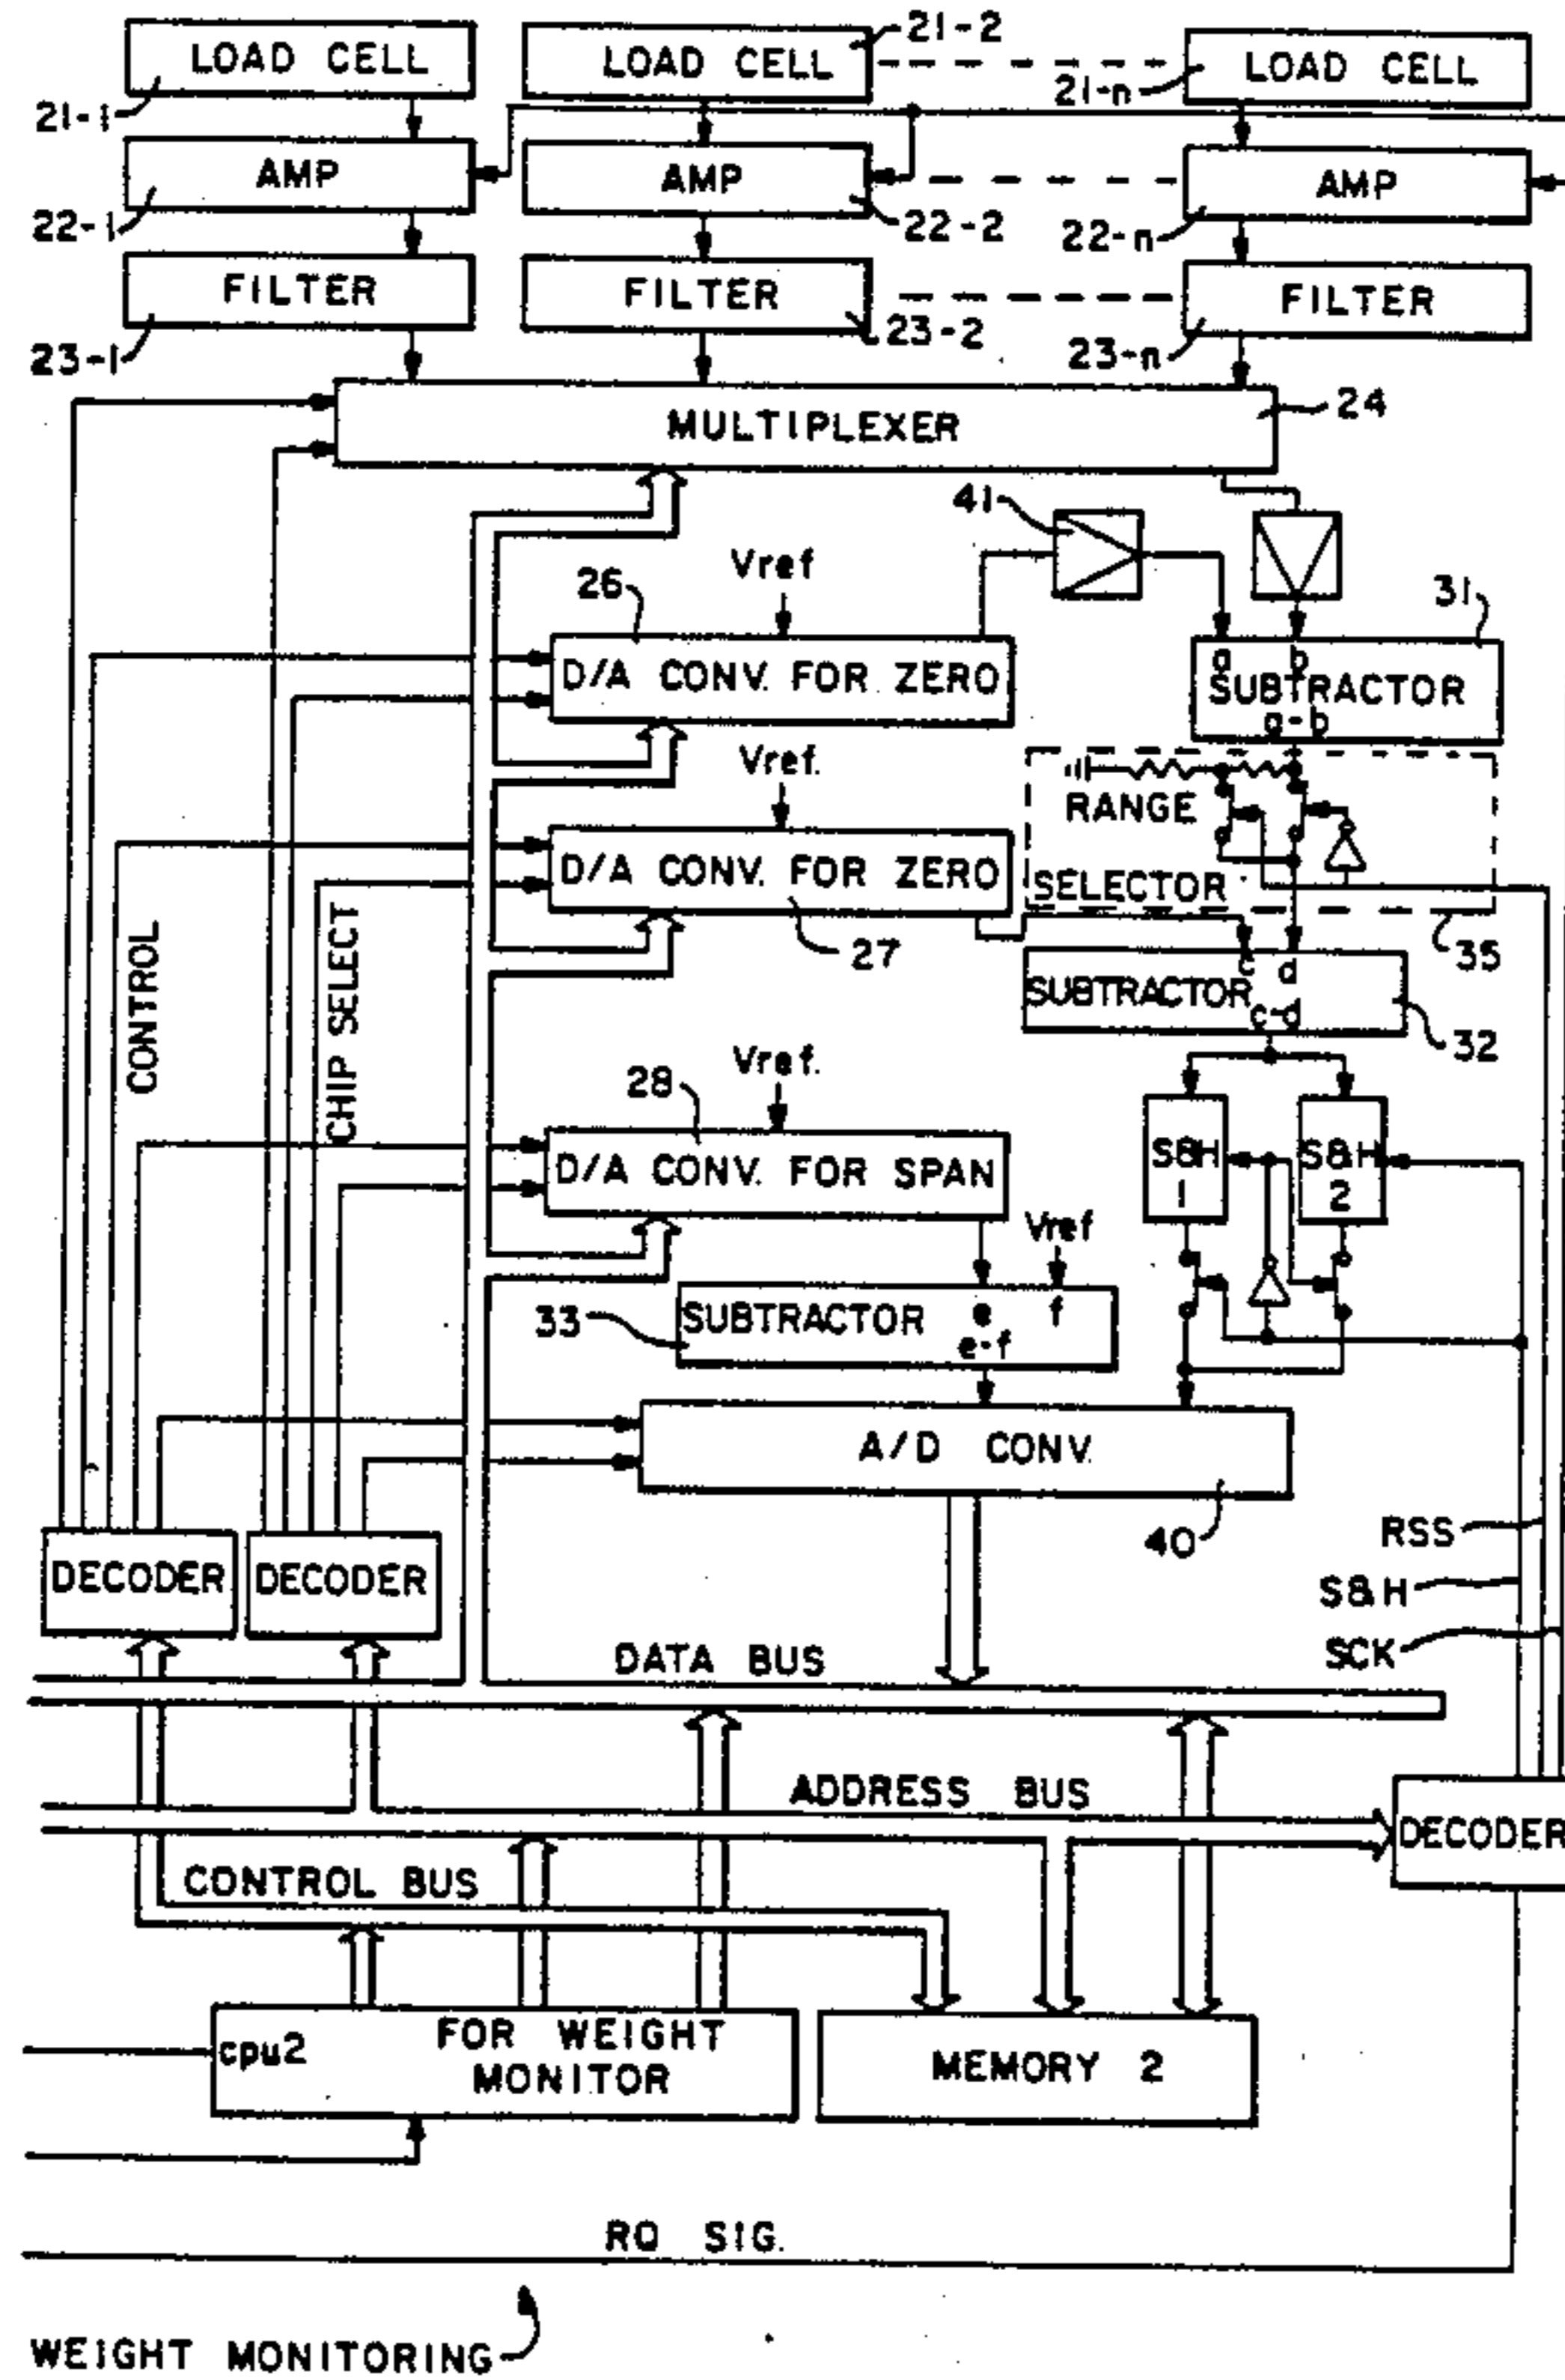 LOAD CELL
LOAD CELL
21-2
LOAD CELL
21-1
21-n
AMP
AMP
AMP
22-1
22-2
22-n
FILTER
FILTER
FILTER
23-1
23-2
23-n
MULTIPLEXER
24
41
Vref
26
31
D/A CONV. FOR ZERO
a b
SUBTRACTOR
a-b
Vref.
RANGE
SELECTOR
D/A CONV. FOR ZERO
27
35
c d
SUBTRACTOR
c-d
32
CONTROL
CHIP SELECT
Vref.
28
D/A CONV. FOR SPAN
S&H
1
S&H
2
Vref
33
SUBTRACTOR
e f
e-f
A/D CONV.
40
DECODER
DECODER
RSS
S&H
SCK
DATA BUS
ADDRESS BUS
DECODER
CONTROL BUS
cpu2
FOR WEIGHT
MONITOR
MEMORY 2
RQ SIG.
WEIGHT MONITORING